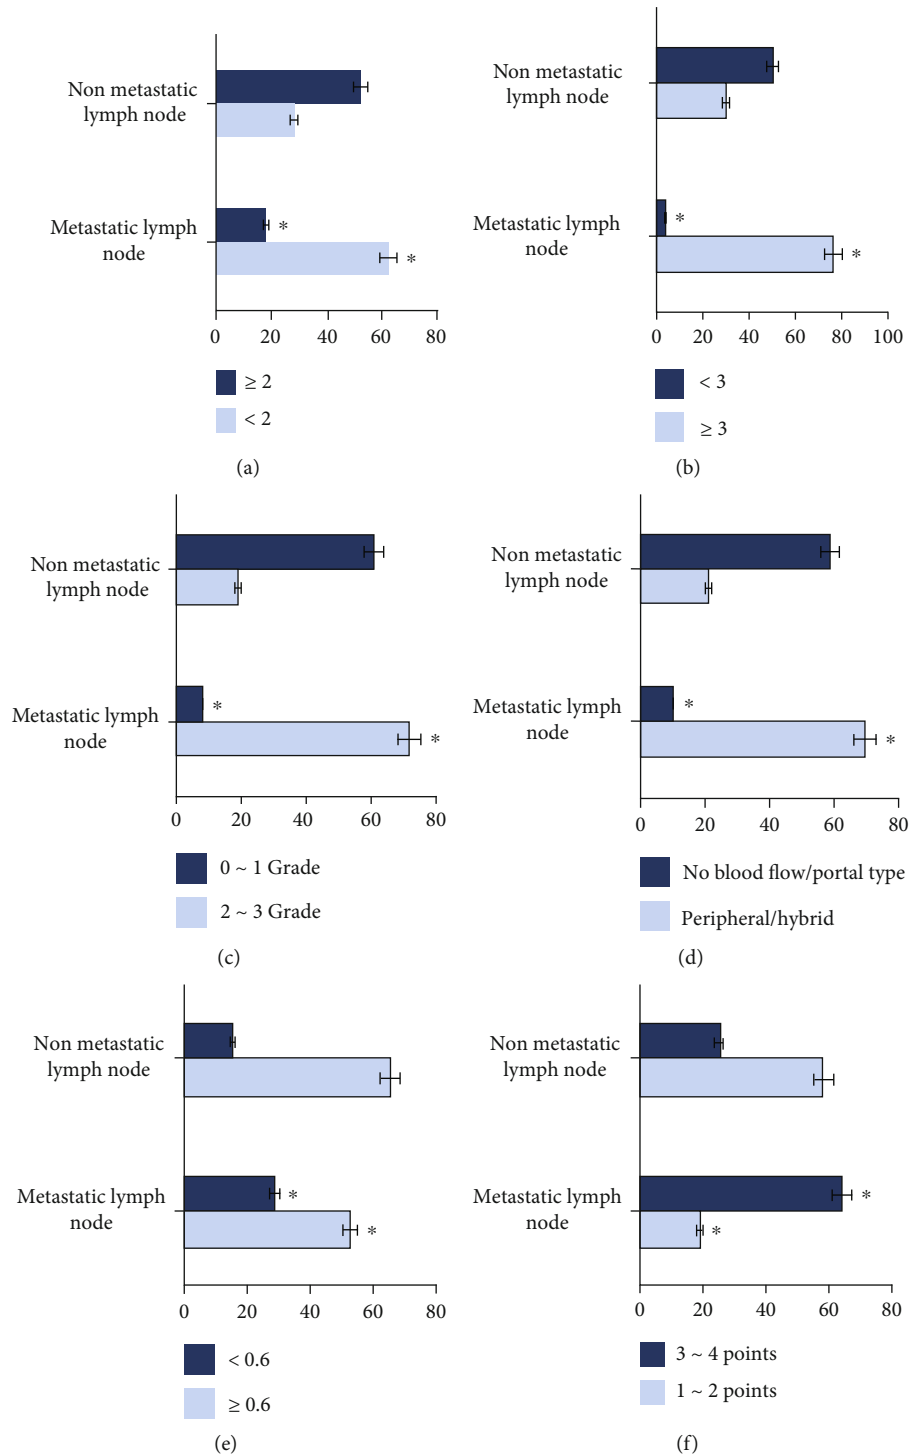 Non metastatic
lymph node
*
Metastatic lymph
node
*
0 20 40 60 80
≥ 2
< 2
(a)
Non metastatic
lymph node
*
Metastatic lymph
node
*
0 20 40 60 80 100
< 3
≥ 3
(b)
Non metastatic
lymph node
*
Metastatic lymph
node
*
0 20 40 60 80
0 ~ 1 Grade
2 ~ 3 Grade
(c)
Non metastatic
lymph node
*
Metastatic lymph
node
*
0 20 40 60 80
No blood flow/portal type
Peripheral/hybrid
(d)
Non metastatic
lymph node
*
Metastatic lymph
node
*
0 20 40 60 80
< 0.6
≥ 0.6
(e)
Non metastatic
lymph node
*
Metastatic lymph
node
*
0 20 40 60 80
3 ~ 4 points
1 ~ 2 points
(f)